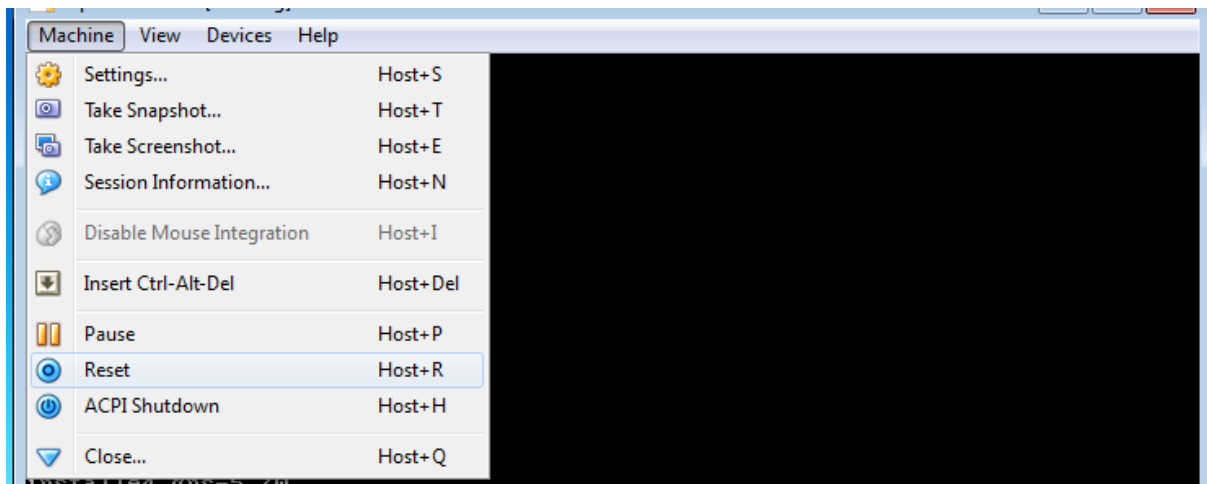 Machine View Devices Help
Settings... Host+S
Take Snapshot... Host+T
Take Screenshot... Host+E
Session Information... Host+N
Disable Mouse Integration Host+I
Insert Ctrl-Alt-Del Host+Del
Pause Host+P
Reset Host+R
ACPI Shutdown Host+H
Close... Host+Q